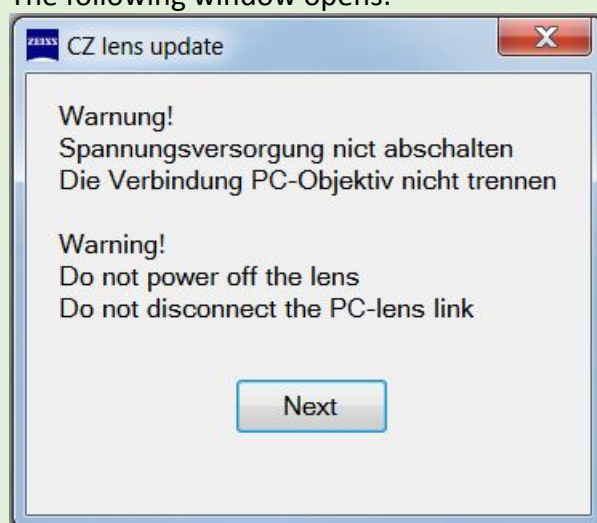 The following window opens:
ZEISS CZ lens update
Warnung!
Spannungsversorgung nict abschalten
Die Verbindung PC-Objektiv nicht trennen
Warning!
Do not power off the lens
Do not disconnect the PC-lens link
Next